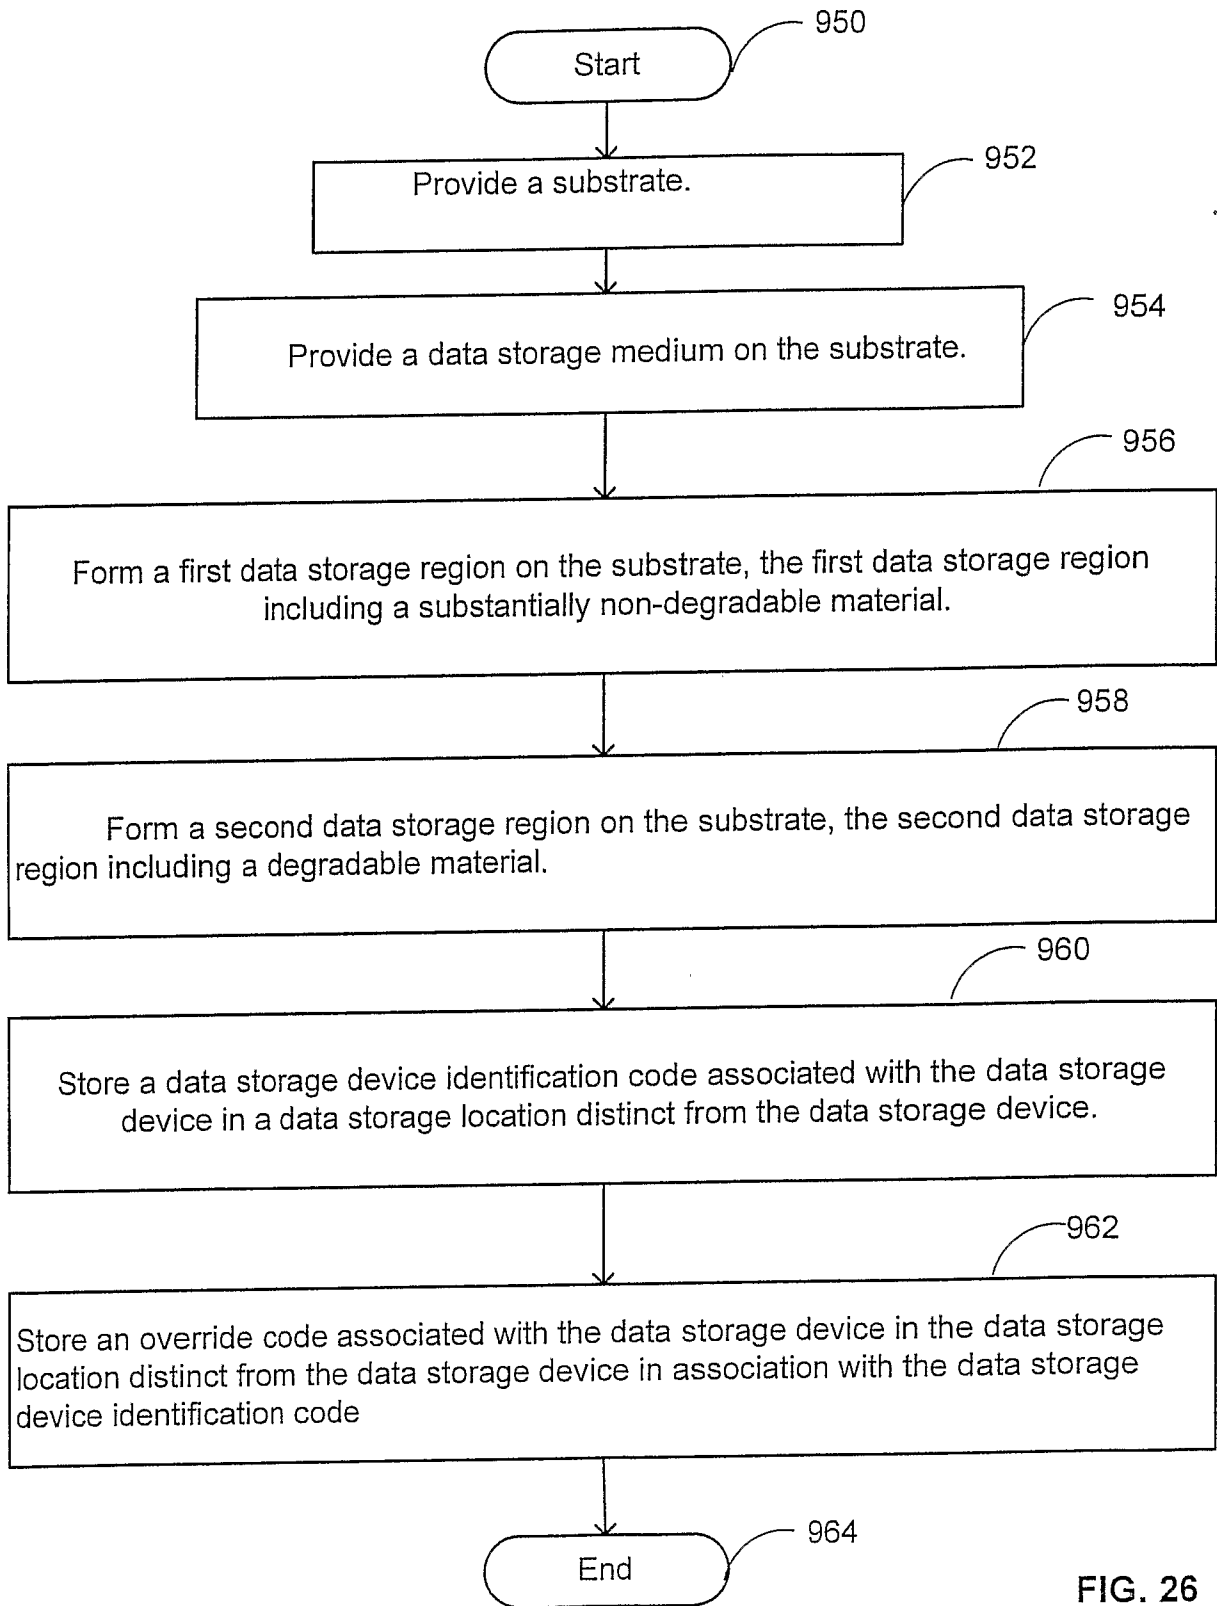 950
Start
952
Provide a substrate.
954
Provide a data storage medium on the substrate.
956
Form a first data storage region on the substrate, the first data storage region
including a substantially non-degradable material.
958
Form a second data storage region on the substrate, the second data storage
region including a degradable material.
960
Store a data storage device identification code associated with the data storage
device in a data storage location distinct from the data storage device.
962
Store an override code associated with the data storage device in the data storage
location distinct from the data storage device in association with the data storage
device identification code
964
End
FIG. 26